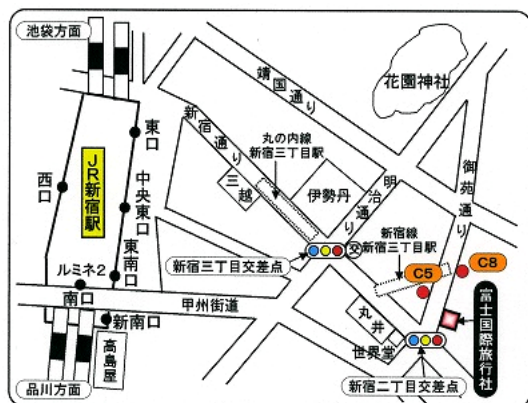 池袋方面
靖国通り
花園神社
新宿通り
丸の内線
新宿三丁目駅
東口
JR新宿駅
三越
伊勢丹
明治通り
御苑通り
西口
中央東口
交
新宿線
新宿三丁目駅
C5
C8
東南口
新宿三丁目交差点
ルミネ2
南口
甲州街道
新南口
丸井
富士国際旅行社
高島屋
世界堂
品川方面
新宿二丁目交差点